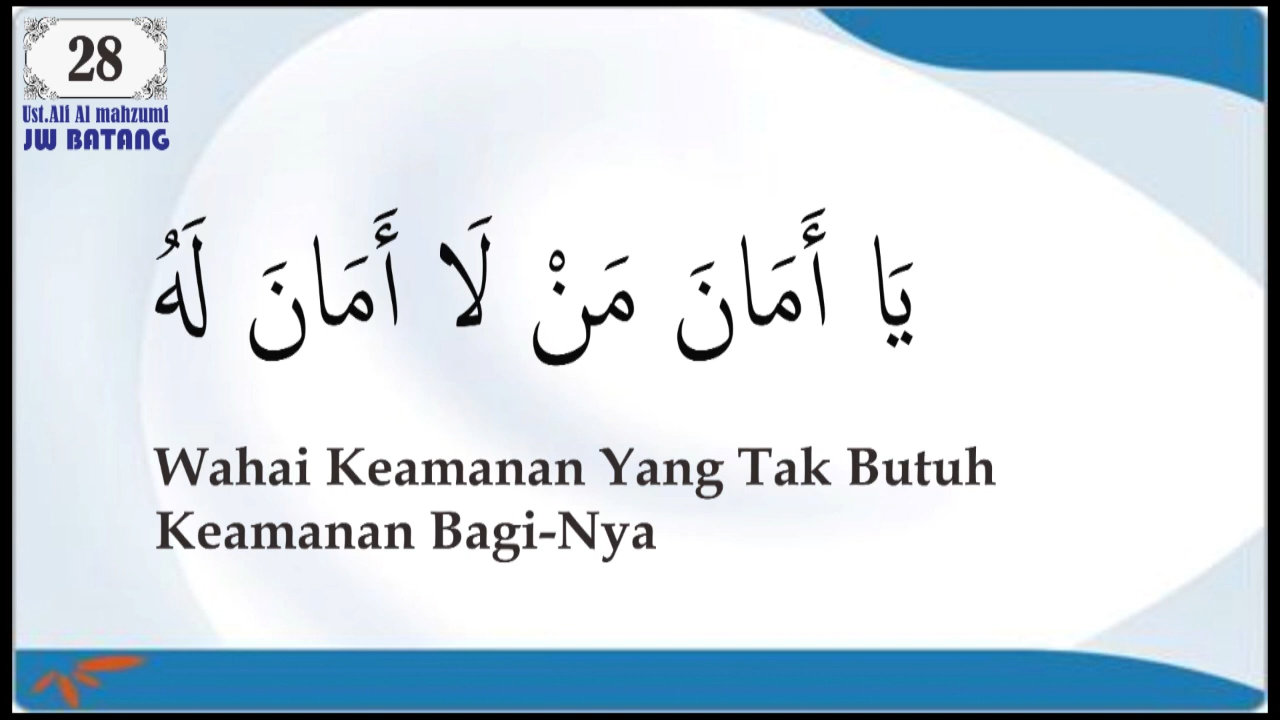 28
Ust.Ali Al mahzumi
JW BATANG
يَا أَمَانَ مَنْ لَا أَمَانَ لَهُ
Wahai Keamanan Yang Tak Butuh
Keamanan Bagi-Nya